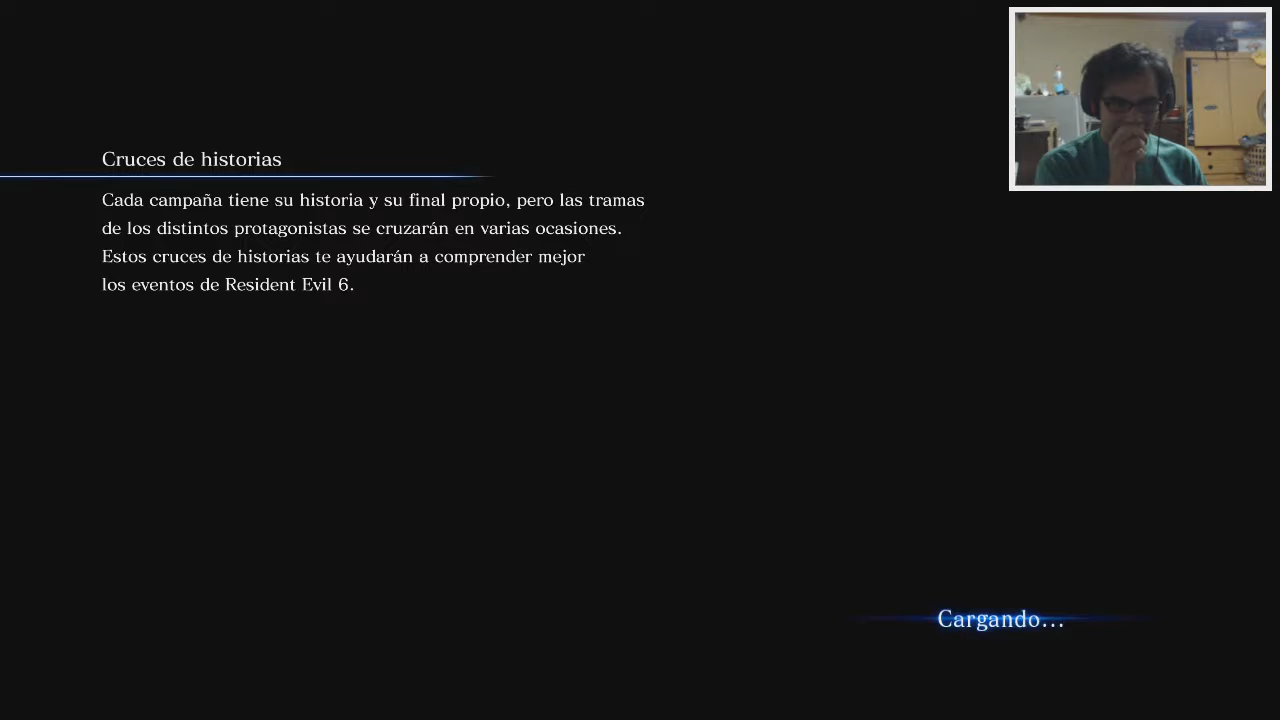 Cruces de historias
Cada campaña tiene su historia y su final propio, pero las tramas
de los distintos protagonistas se cruzarán en varias ocasiones.
Estos cruces de historias te ayudarán a comprender mejor
los eventos de Resident Evil 6.
Cargando...